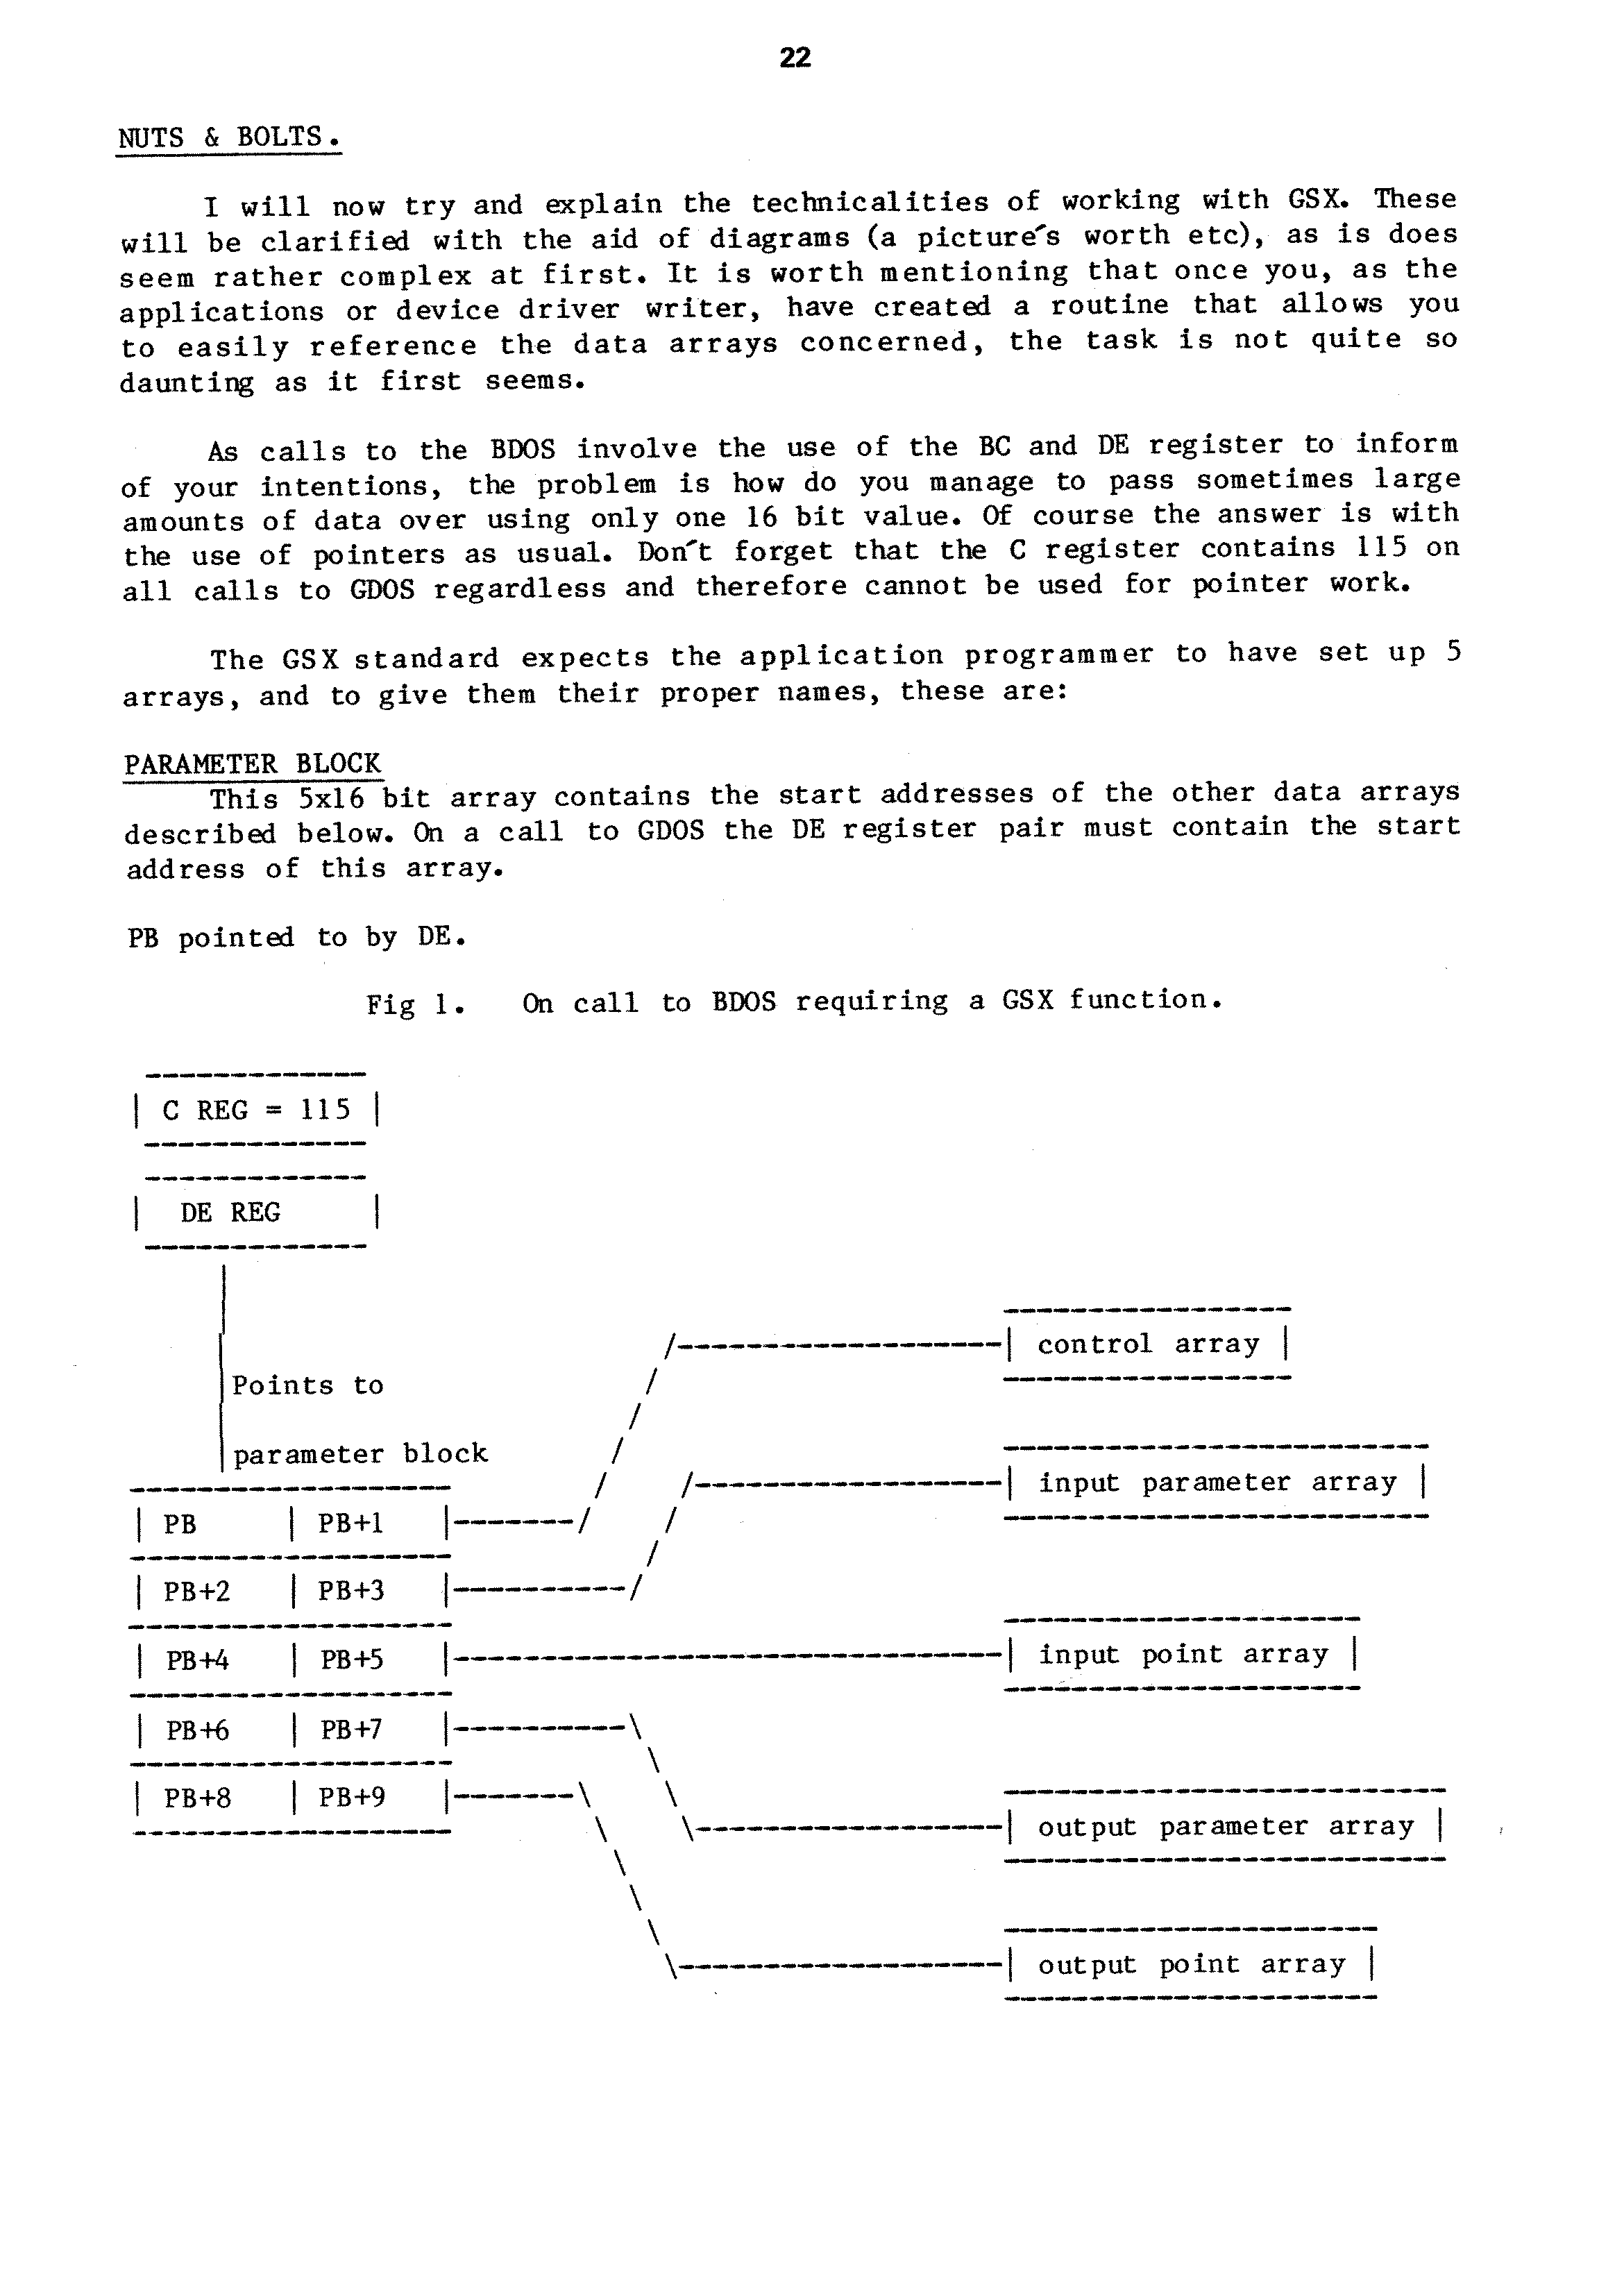 22
NUTS & BOLTS.
I will now try and explain the technicalities of working with GSX. These
will be clarified with the aid of diagrams (a picture's worth etc), as is does
seem rather complex at first. It is worth mentioning that once you, as the
applications or device driver writer, have created a routine that allows you
to easily reference the data arrays concerned, the task is not quite so
daunting as it first seems.
As calls to the BDOS involve the use of the BC and DE register to inform
of your intentions, the problem is how do you manage to pass sometimes large
amounts of data over using only one 16 bit value. Of course the answer is with
the use of pointers as usual. Don't forget that the C register contains 115 on
all calls to GDOS regardless and therefore cannot be used for pointer work.
The GSX standard expects the application programmer to have set up 5
arrays, and to give them their proper names, these are:
PARAMETER BLOCK
This 5x16 bit array contains the start addresses of the other data arrays
described below. On a call to GDOS the DE register pair must contain the start
address of this array.
PB pointed to by DE.
Fig 1. On call to BDOS requiring a GSX function.
C REG = 115
DE REG
control array
Points to
parameter block
input parameter array
PB PB+1
PB+2 PB+3
input point array
PB+4 PB+5
PB+6 PB+7
PB+8 PB+9
output parameter array
output point array